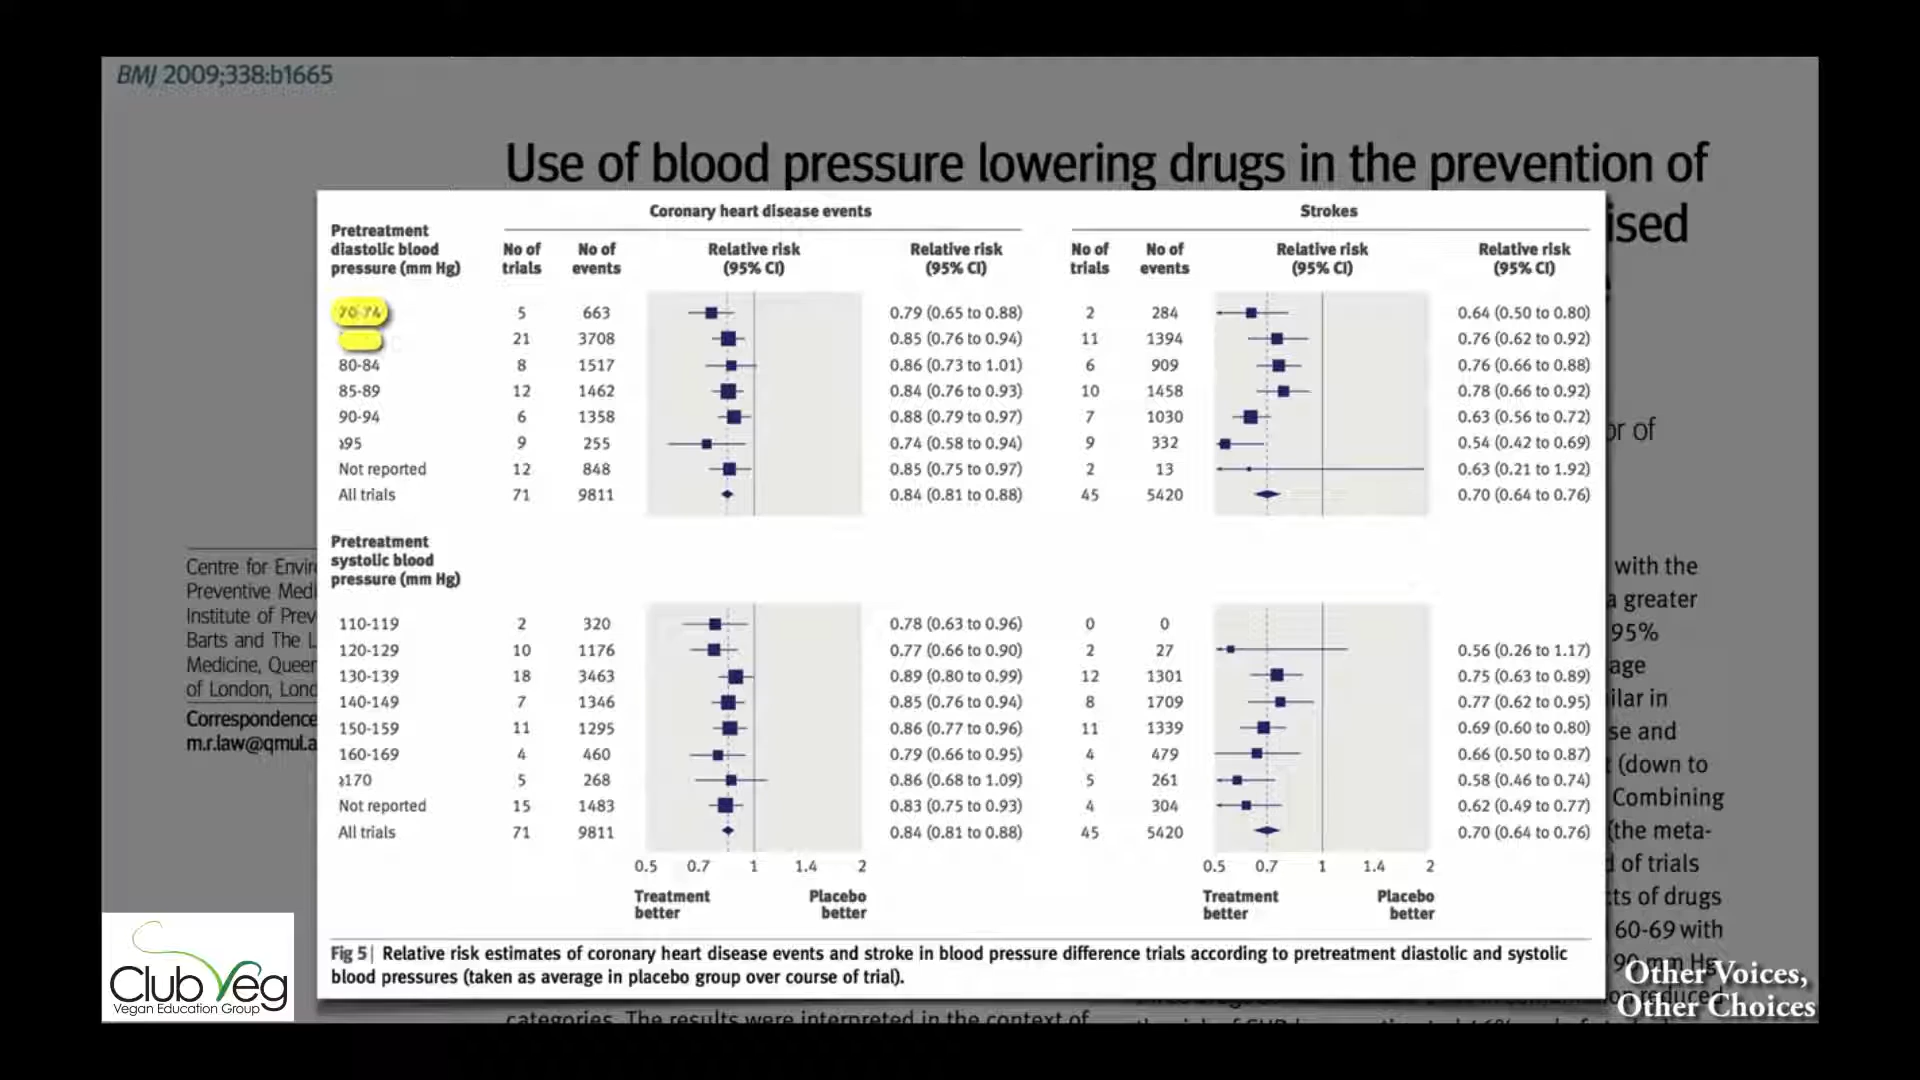 BMJ 2009;338:b1665
Use of blood pressure lowering drugs in the prevention of
ised
Coronary heart disease events Strokes
Pretreatment
diastolic blood
pressure (mm Hg)
No of trials No of events Relative risk (95% CI) Relative risk (95% CI) No of trials No of events Relative risk (95% CI) Relative risk (95% CI)
70-74 5 663 0.79 (0.65 to 0.88) 2 284 0.64 (0.50 to 0.80)
21 3708 0.85 (0.76 to 0.94) 11 1394 0.76 (0.62 to 0.92)
80-84 8 1517 0.86 (0.73 to 1.01) 6 909 0.76 (0.66 to 0.88)
85-89 12 1462 0.84 (0.76 to 0.93) 10 1458 0.78 (0.66 to 0.92)
90-94 6 1358 0.88 (0.79 to 0.97) 7 1030 0.63 (0.56 to 0.72)
≥95 9 255 0.74 (0.58 to 0.94) 9 332 0.54 (0.42 to 0.69)
Not reported 12 848 0.85 (0.75 to 0.97) 2 13 0.63 (0.21 to 1.92)
All trials 71 9811 0.84 (0.81 to 0.88) 45 5420 0.70 (0.64 to 0.76)
Pretreatment
systolic blood
pressure (mm Hg)
110-119 2 320 0.78 (0.63 to 0.96) 0 0
120-129 10 1176 0.77 (0.66 to 0.90) 2 27 0.56 (0.26 to 1.17)
130-139 18 3463 0.89 (0.80 to 0.99) 12 1301 0.75 (0.63 to 0.89)
140-149 7 1346 0.85 (0.76 to 0.94) 8 1709 0.77 (0.62 to 0.95)
150-159 11 1295 0.86 (0.77 to 0.96) 11 1339 0.69 (0.60 to 0.80)
160-169 4 460 0.79 (0.66 to 0.95) 4 479 0.66 (0.50 to 0.87)
≥170 5 268 0.86 (0.68 to 1.09) 5 261 0.58 (0.46 to 0.74)
Not reported 15 1483 0.83 (0.75 to 0.93) 4 304 0.62 (0.49 to 0.77)
All trials 71 9811 0.84 (0.81 to 0.88) 45 5420 0.70 (0.64 to 0.76)
0.5 0.7 1 1.4 2 0.5 0.7 1 1.4 2
Treatment better Placebo better Treatment better Placebo better
Fig 5| Relative risk estimates of coronary heart disease events and stroke in blood pressure difference trials according to pretreatment diastolic and systolic
blood pressures (taken as average in placebo group over course of trial).
Centre for Envir
Preventive Medi
Institute of Prev
Barts and The L
Medicine, Queen
of London, Lond
Correspondence
m.r.law@qmul.a
or of
with the
a greater
95%
age
ilar in
se and
(down to
Combining
(the meta-
d of trials
cts of drugs
60-69 with
90 mm Hg
categories. The results were interpreted in the context of
Club Veg
Vegan Education Group
Other Voices,
Other Choices